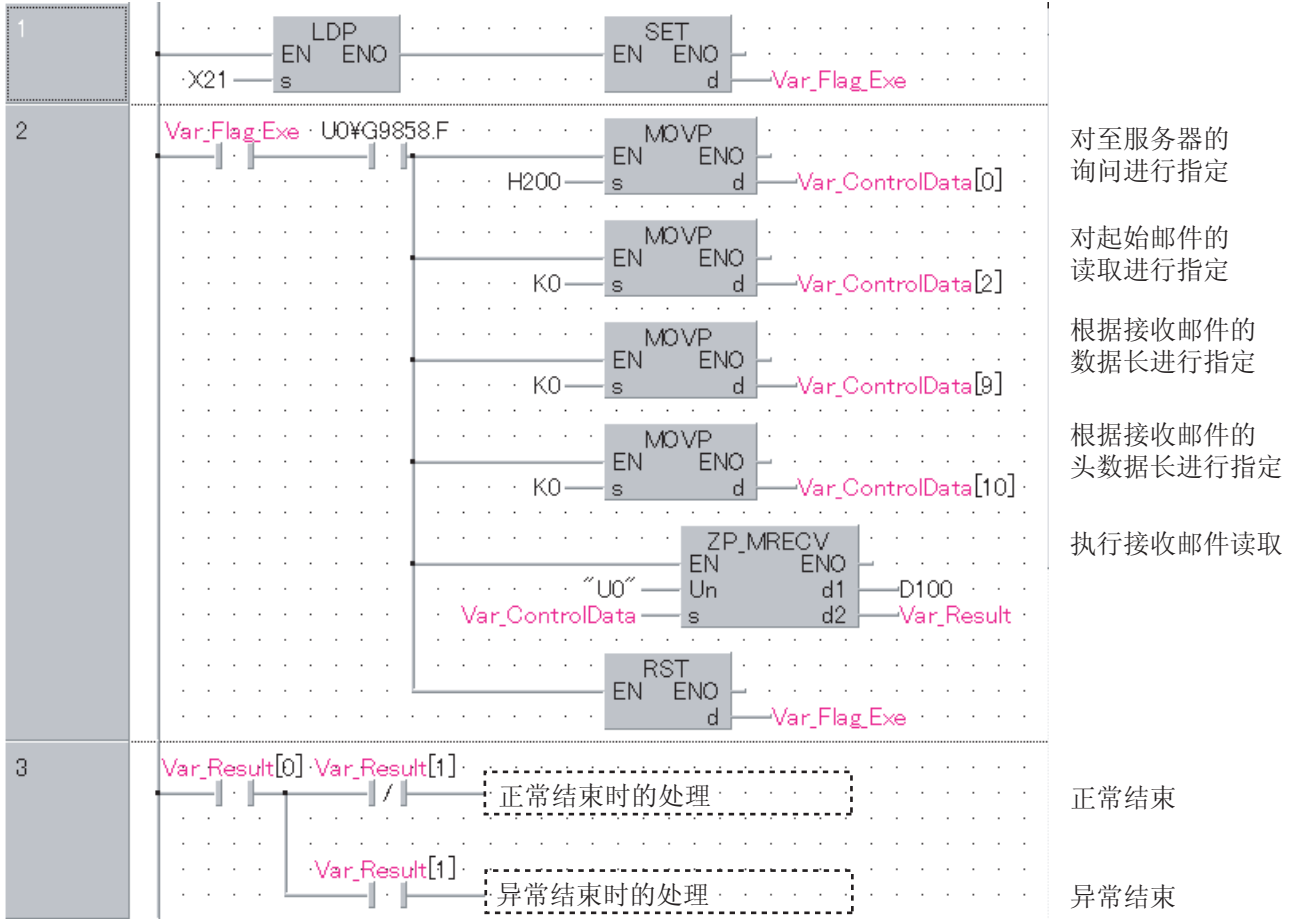 1
LDP
EN ENO
X21 s
SET
EN ENO
d Var_Flag_Exe
2
Var_Flag_Exe U0¥G9858.F
MOVP
EN ENO
H200 s d Var_ControlData[0]
对至服务器的
询问进行指定
MOVP
EN ENO
K0 s d Var_ControlData[2]
对起始邮件的
读取进行指定
MOVP
EN ENO
K0 s d Var_ControlData[9]
根据接收邮件的
数据长进行指定
MOVP
EN ENO
K0 s d Var_ControlData[10]
根据接收邮件的
头数据长进行指定
ZP_MRECV
EN ENO
"U0" Un d1 D100
Var_ControlData s d2 Var_Result
执行接收邮件读取
RST
EN ENO
d Var_Flag_Exe
3
Var_Result[0] Var_Result[1]
正常结束时的处理
正常结束
Var_Result[1]
异常结束时的处理
异常结束